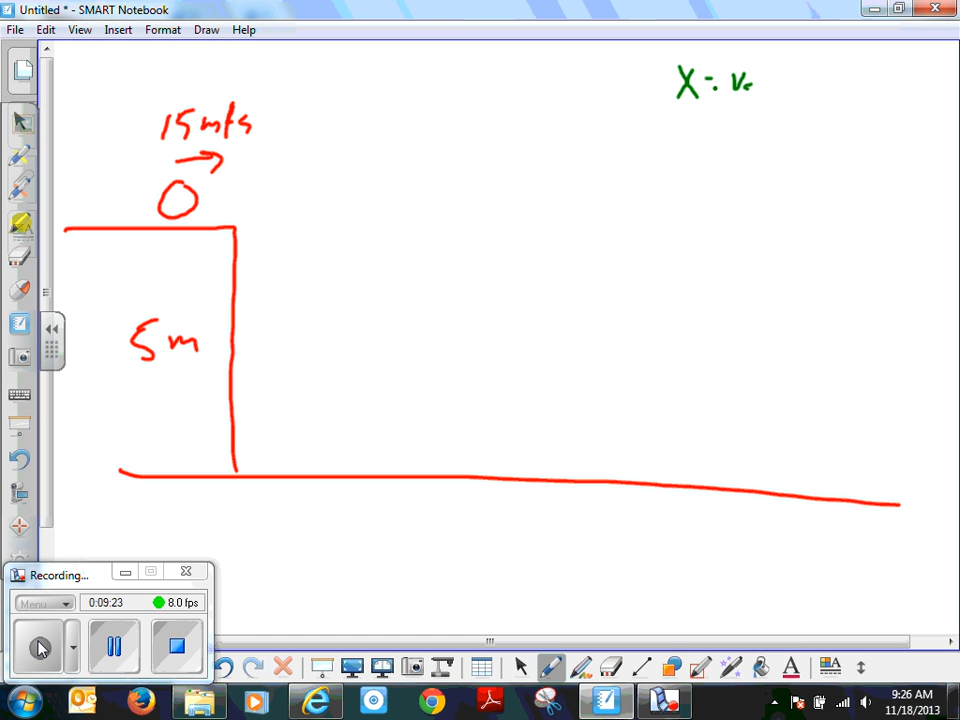 Untitled * - SMART Notebook
File Edit View Insert Format Draw Help
X = v
15 m/s
5 m
Recording...
Menu
0:09:23
8.0 fps
A
9:26 AM
11/18/2013